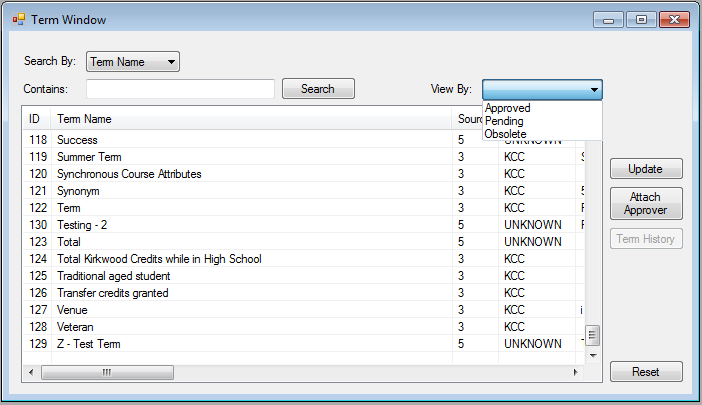 Term Window
Search By: Term Name
Contains: Search View By:
Approved
Pending
Obsolete
ID Term Name
118 Success 5 UNKNOWN
119 Summer Term 3 KCC
120 Synchronous Course Attributes 3 KCC
121 Synonym 3 KCC 5
122 Term 3 KCC
130 Testing - 2 5 UNKNOWN
123 Total 5 UNKNOWN
124 Total Kirkwood Credits while in High School 3 KCC
125 Traditional aged student 3 KCC
126 Transfer credits granted 3 KCC
127 Venue 3 KCC i
128 Veteran 3 KCC
129 Z - Test Term 5 UNKNOWN
Update
Attach
Approver
Term History
Reset